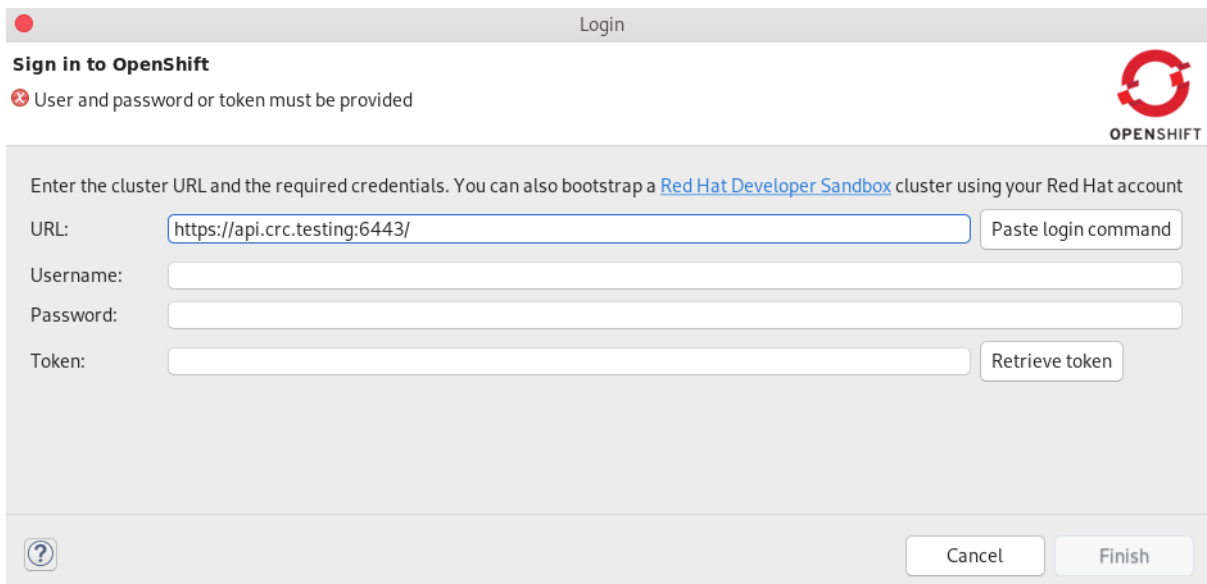 Login
Sign in to OpenShift
User and password or token must be provided
OPENSHIFT
Enter the cluster URL and the required credentials. You can also bootstrap a Red Hat Developer Sandbox cluster using your Red Hat account
URL: https://api.crc.testing:6443/ Paste login command
Username:
Password:
Token: Retrieve token
? Cancel Finish